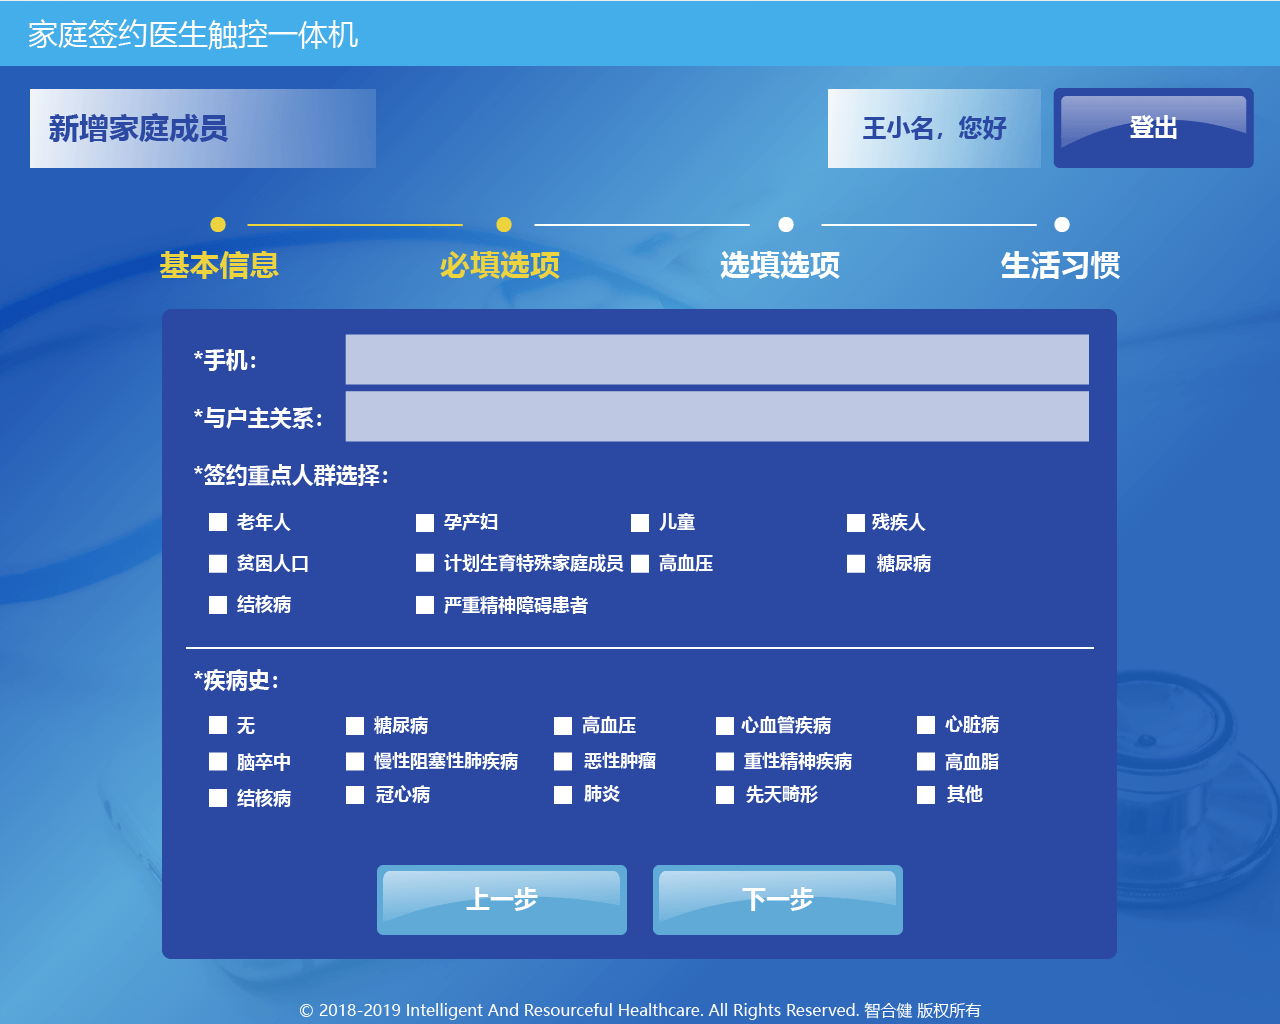 家庭签约医生触控一体机
新增家庭成员
王小名，您好
登出
基本信息 必填选项 选填选项 生活习惯
*手机：
*与户主关系：
*签约重点人群选择：
老年人 孕产妇 儿童 残疾人
贫困人口 计划生育特殊家庭成员 高血压 糖尿病
结核病 严重精神障碍患者
*疾病史：
无 糖尿病 高血压 心血管疾病 心脏病
脑卒中 慢性阻塞性肺疾病 恶性肿瘤 重性精神疾病 高血脂
结核病 冠心病 肺炎 先天畸形 其他
上一步 下一步
© 2018-2019 Intelligent And Resourceful Healthcare. All Rights Reserved. 智合健 版权所有